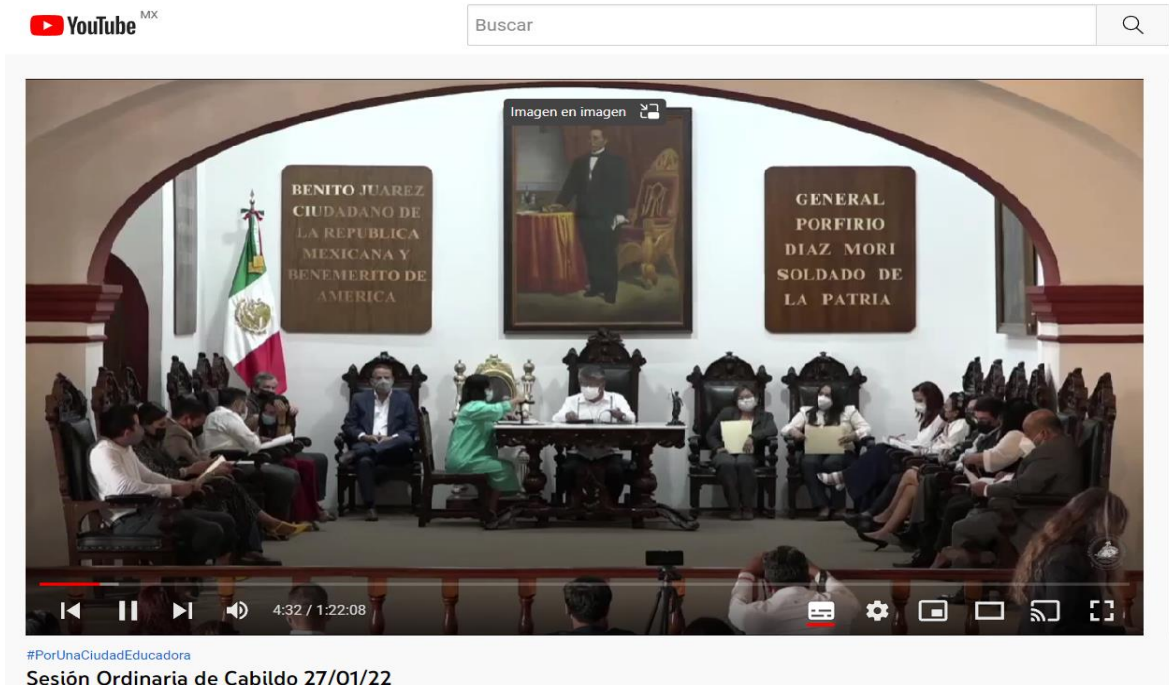 YouTube MX
Buscar
Imagen en imagen
BENITO JUAREZ
CIUDADANO DE
LA REPUBLICA
MEXICANA Y
BENEMERITO DE
AMERICA
GENERAL
PORFIRIO
DIAZ MORI
SOLDADO DE
LA PATRIA
4:32 / 1:22:08
#PorUnaCiudadEducadora
Sesión Ordinaria de Cabildo 27/01/22